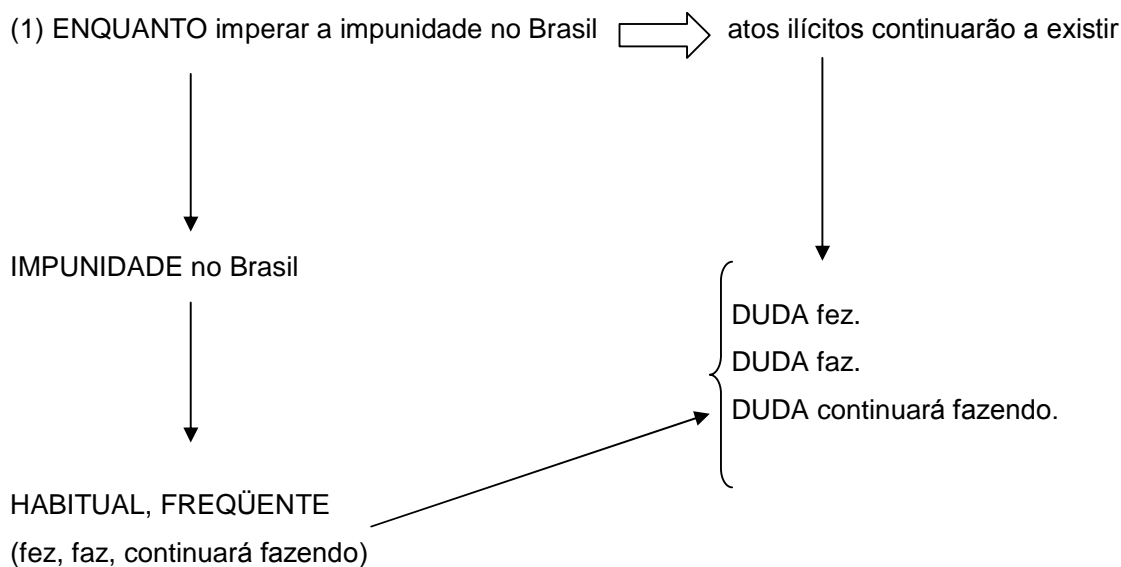 (1) ENQUANTO imperar a impunidade no Brasil atos ilícitos continuarão a existir
IMPUNIDADE no Brasil
DUDA fez.
DUDA faz.
DUDA continuará fazendo.
HABITUAL, FREQÜENTE
(fez, faz, continuará fazendo)